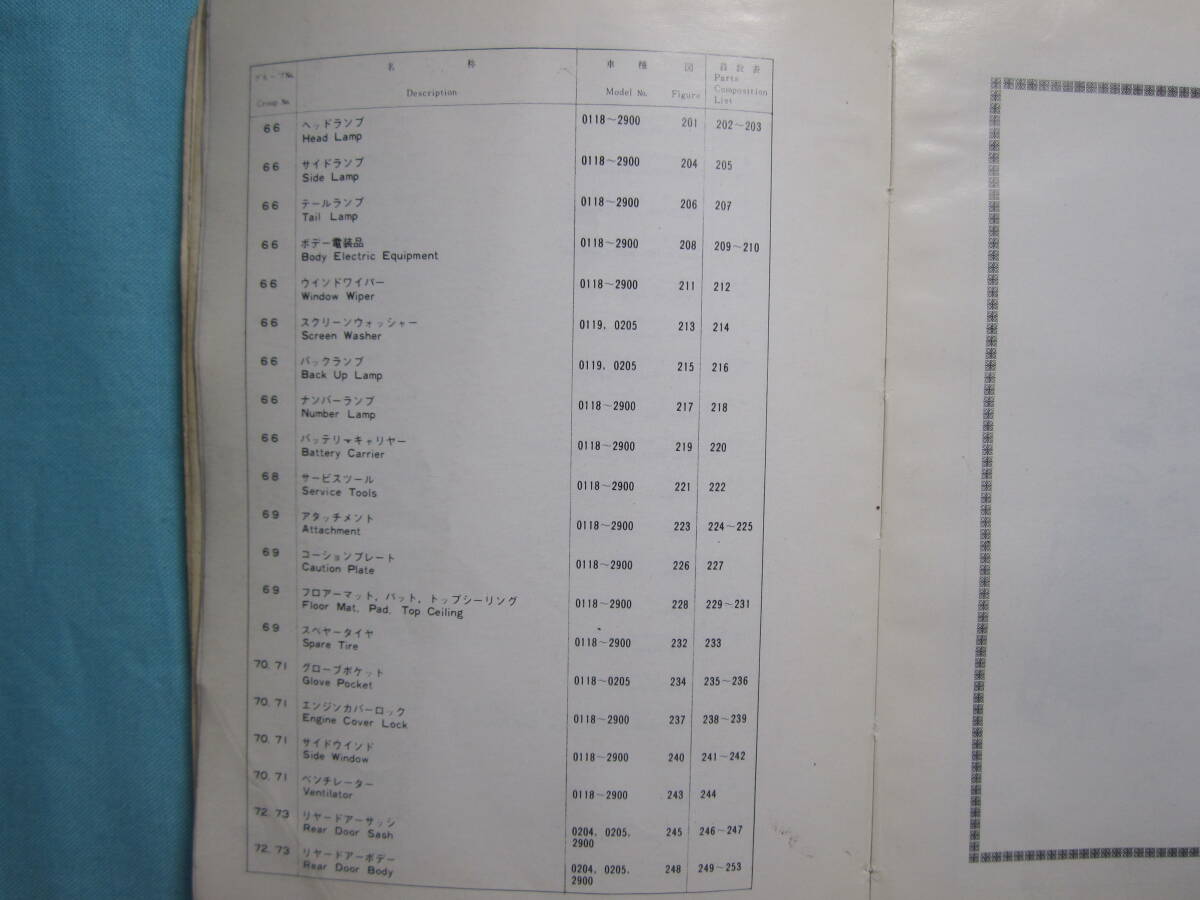 グループNo. 名 称 車 種 図 員数表
Group No. Description Model No. Figure Parts Composition List
66 ヘッドランプ 0118~2900 201 202~203
Head Lamp
66 サイドランプ 0118~2900 204 205
Side Lamp
66 テールランプ 0118~2900 206 207
Tail Lamp
66 ボデー電装品 0118~2900 208 209~210
Body Electric Equipment
66 ウインドワイパー 0118~2900 211 212
Window Wiper
66 スクリーンウォッシャー 0119, 0205 213 214
Screen Washer
66 バックランプ 0119, 0205 215 216
Back Up Lamp
66 ナンバーランプ 0118~2900 217 218
Number Lamp
66 バッテリーキャリヤー 0118~2900 219 220
Battery Carrier
68 サービスツール 0118~2900 221 222
Service Tools
69 アタッチメント 0118~2900 223 224~225
Attachment
69 コーションプレート 0118~2900 226 227
Caution Plate
69 フロアーマット, パット, トップシーリング 0118~2900 228 229~231
Floor Mat, Pad, Top Ceiling
69 スペヤータイヤ 0118~2900 232 233
Spare Tire
70, 71 グローブポケット 0118~0205 234 235~236
Glove Pocket
70, 71 エンジンカバーロック 0118~2900 237 238~239
Engine Cover Lock
70, 71 サイドウインド 0118~2900 240 241~242
Side Window
70, 71 ベンチレーター 0118~2900 243 244
Ventilator
72, 73 リヤードアーサッシ 0204, 0205, 245 246~247
Rear Door Sash 2900
72, 73 リヤードアーボデー 0204, 0205, 248 249~253
Rear Door Body 2900